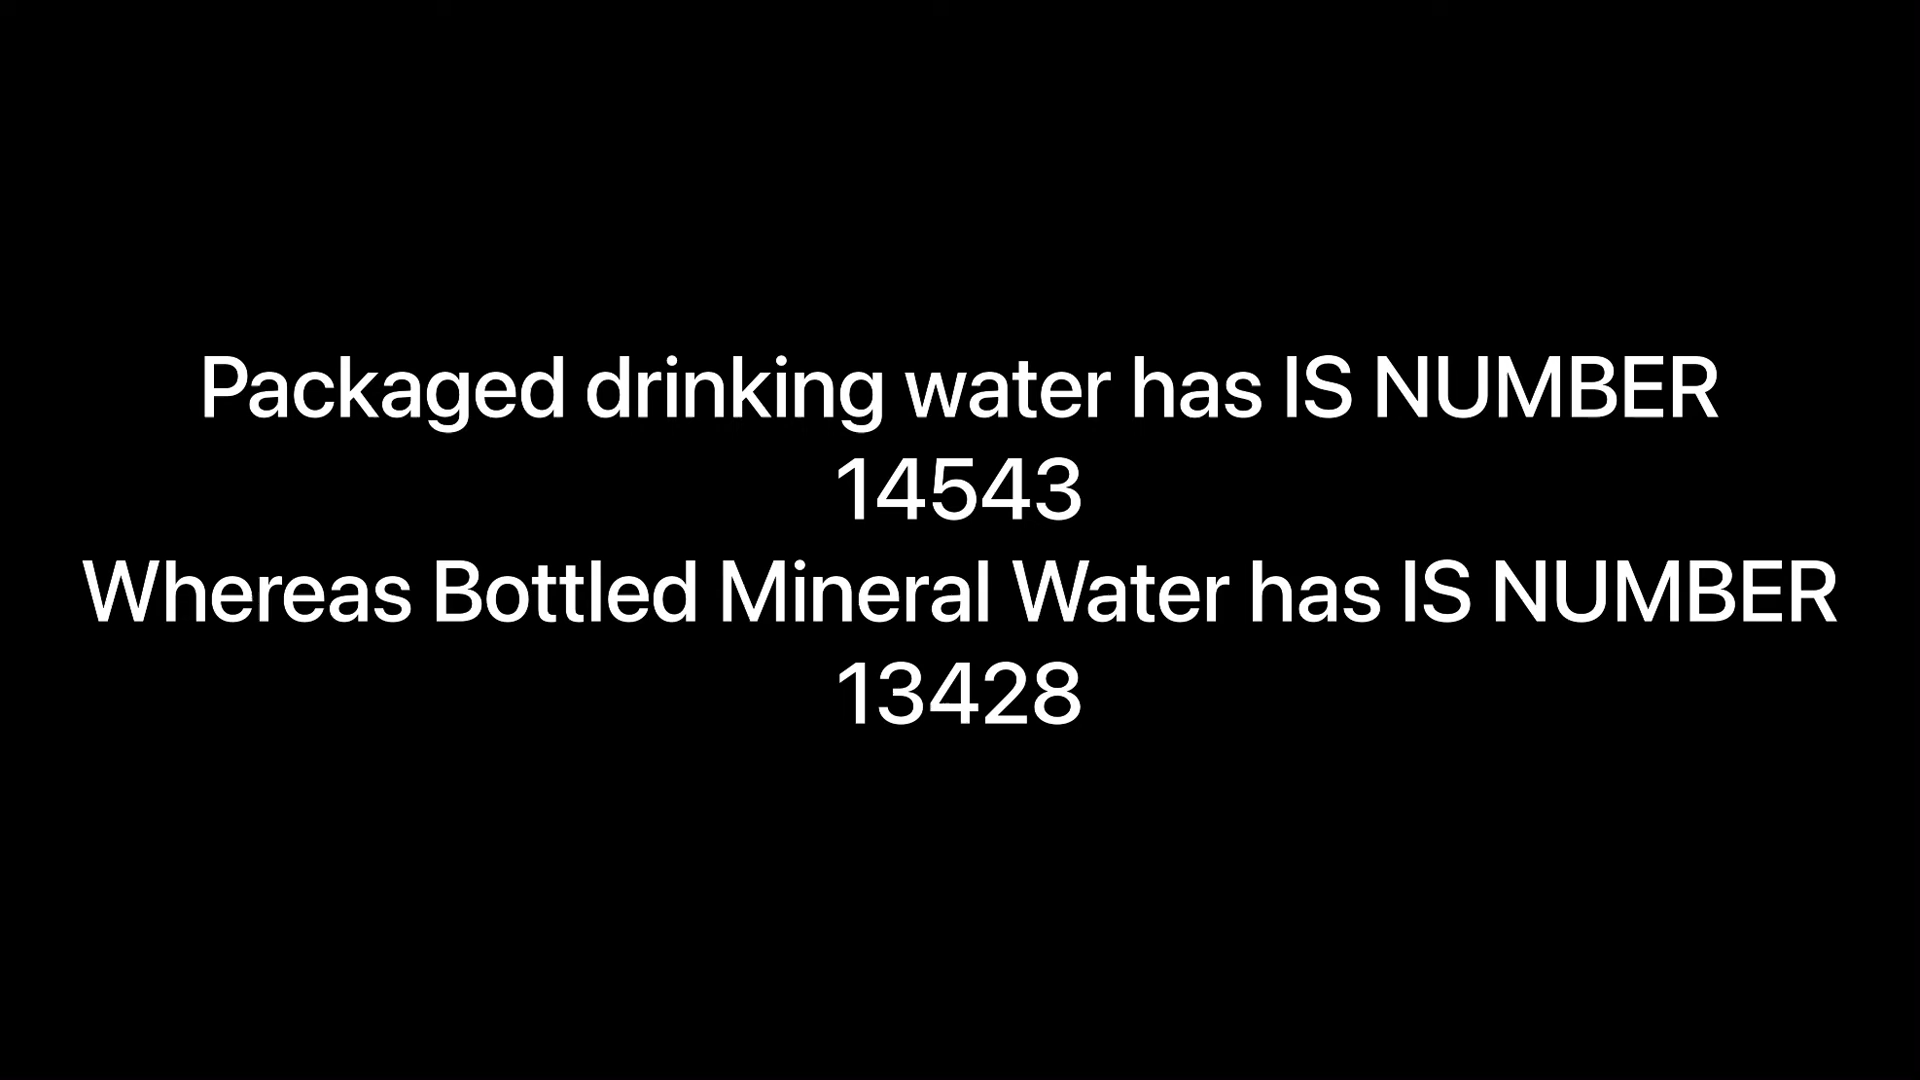 Packaged drinking water has IS NUMBER
14543
Whereas Bottled Mineral Water has IS NUMBER
13428